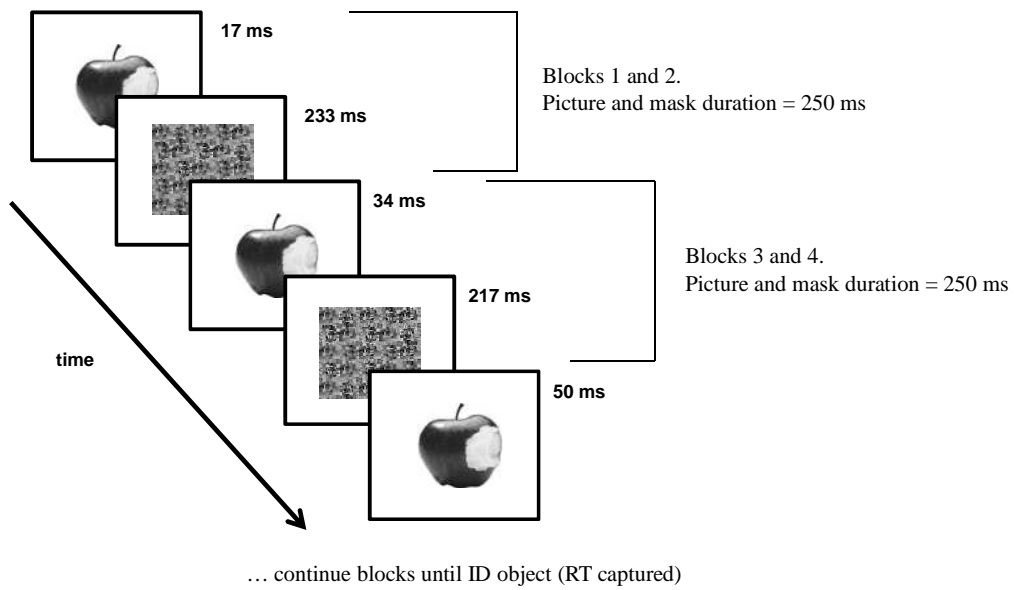 17 ms
Blocks 1 and 2.
Picture and mask duration = 250 ms
233 ms
34 ms
Blocks 3 and 4.
Picture and mask duration = 250 ms
217 ms
time
50 ms
… continue blocks until ID object (RT captured)